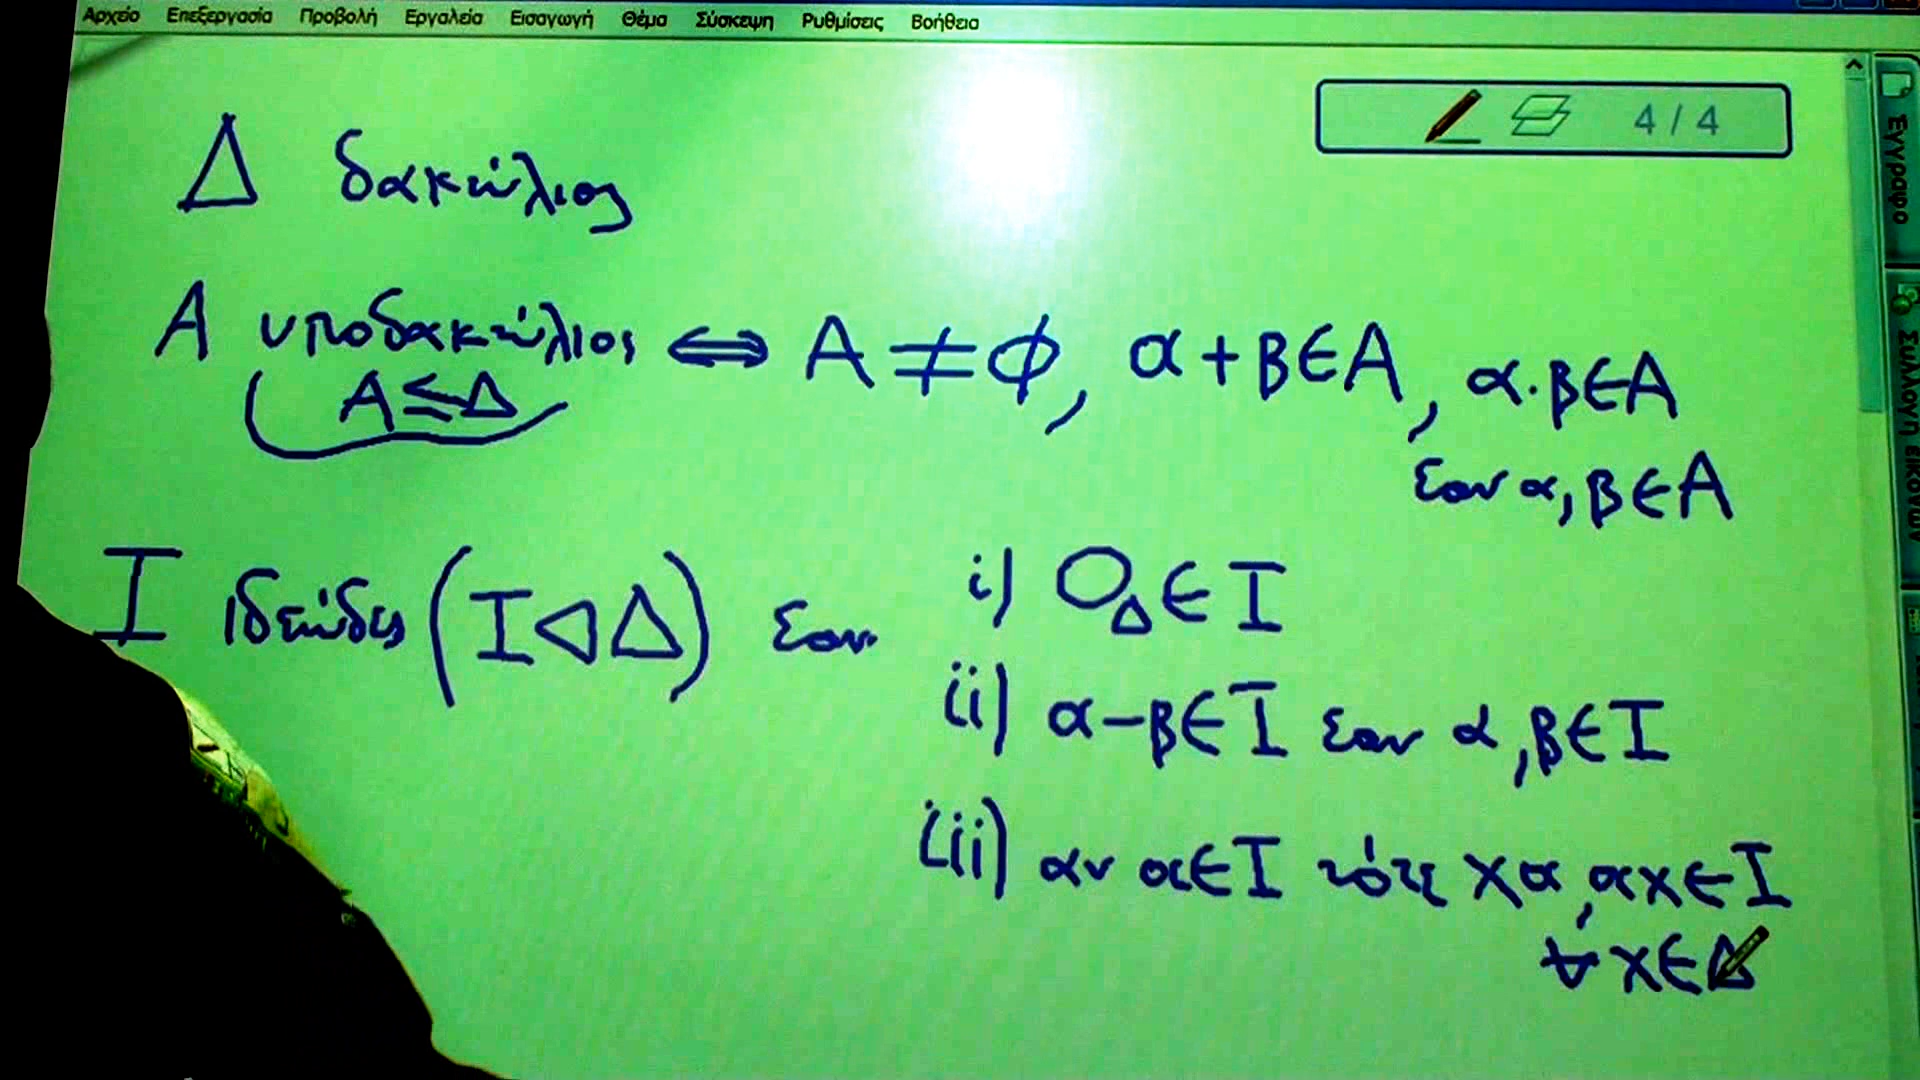 Αρχείο Επεξεργασία Προβολή Εργαλεία Εισαγωγή Θέμα Σύσκεψη Ρυθμίσεις Βοήθεια
4 / 4
Δ δακτύλιος
Α υποδακτύλιος ⟺ Α ≠ ∅, α + β ∈ Α, α·β ∈ Α
Α ≤ Δ
εαν α, β ∈ Α
Ι ιδεώδες (Ι ◁ Δ) εαν
i) 0_Δ ∈ Ι
ii) α − β ∈ Ι εαν α, β ∈ Ι
iii) αν α ∈ Ι τότε χα, αχ ∈ Ι
∀ χ ∈ Δ
Έγγραφο
Συλλογή εικόνων